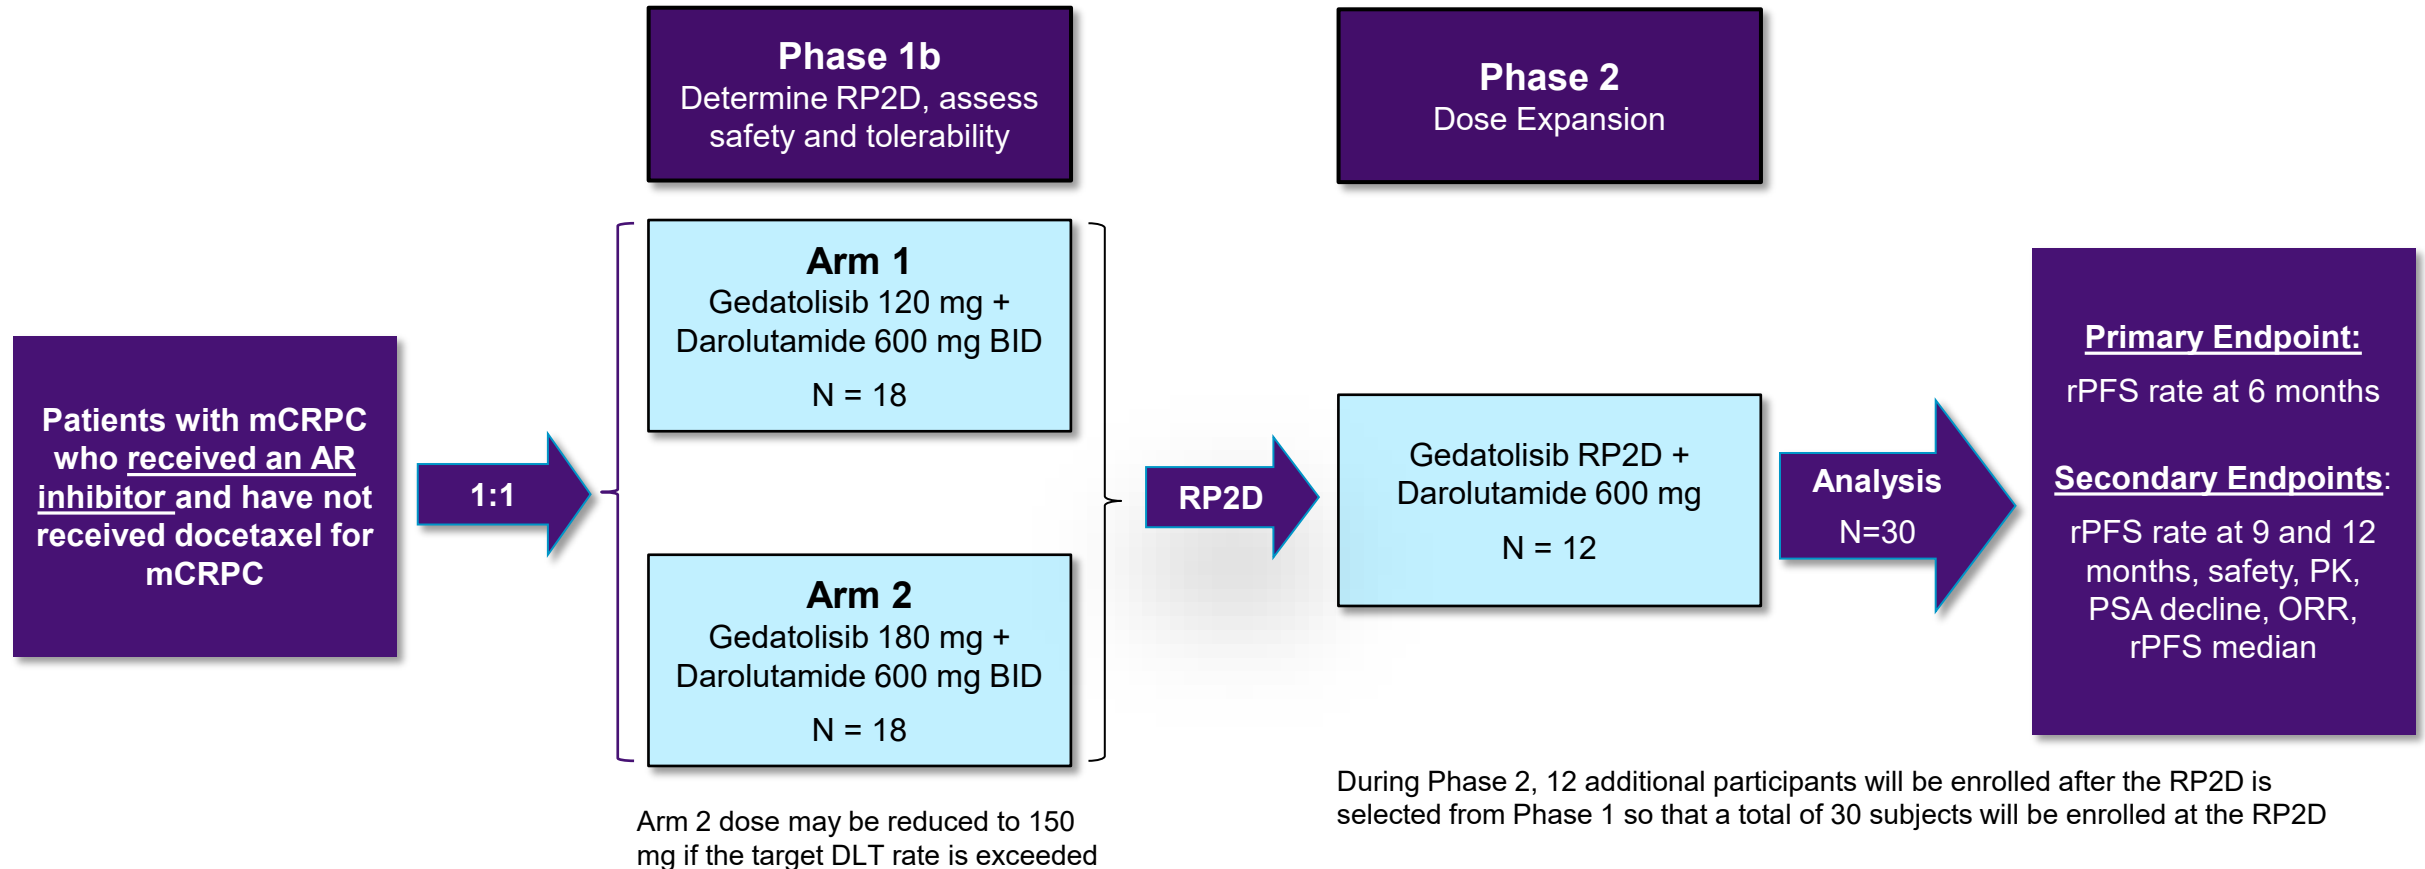 Phase 1b
Determine RP2D, assess
safety and tolerability
Phase 2
Dose Expansion
Patients with mCRPC
who received an AR
inhibitor and have not
received docetaxel for
mCRPC
1:1
Arm 1
Gedatolisib 120 mg +
Darolutamide 600 mg BID
N = 18
Arm 2
Gedatolisib 180 mg +
Darolutamide 600 mg BID
N = 18
Arm 2 dose may be reduced to 150
mg if the target DLT rate is exceeded
RP2D
Gedatolisib RP2D +
Darolutamide 600 mg
N = 12
During Phase 2, 12 additional participants will be enrolled after the RP2D is
selected from Phase 1 so that a total of 30 subjects will be enrolled at the RP2D
Analysis
N=30
Primary Endpoint:
rPFS rate at 6 months
Secondary Endpoints:
rPFS rate at 9 and 12
months, safety, PK,
PSA decline, ORR,
rPFS median